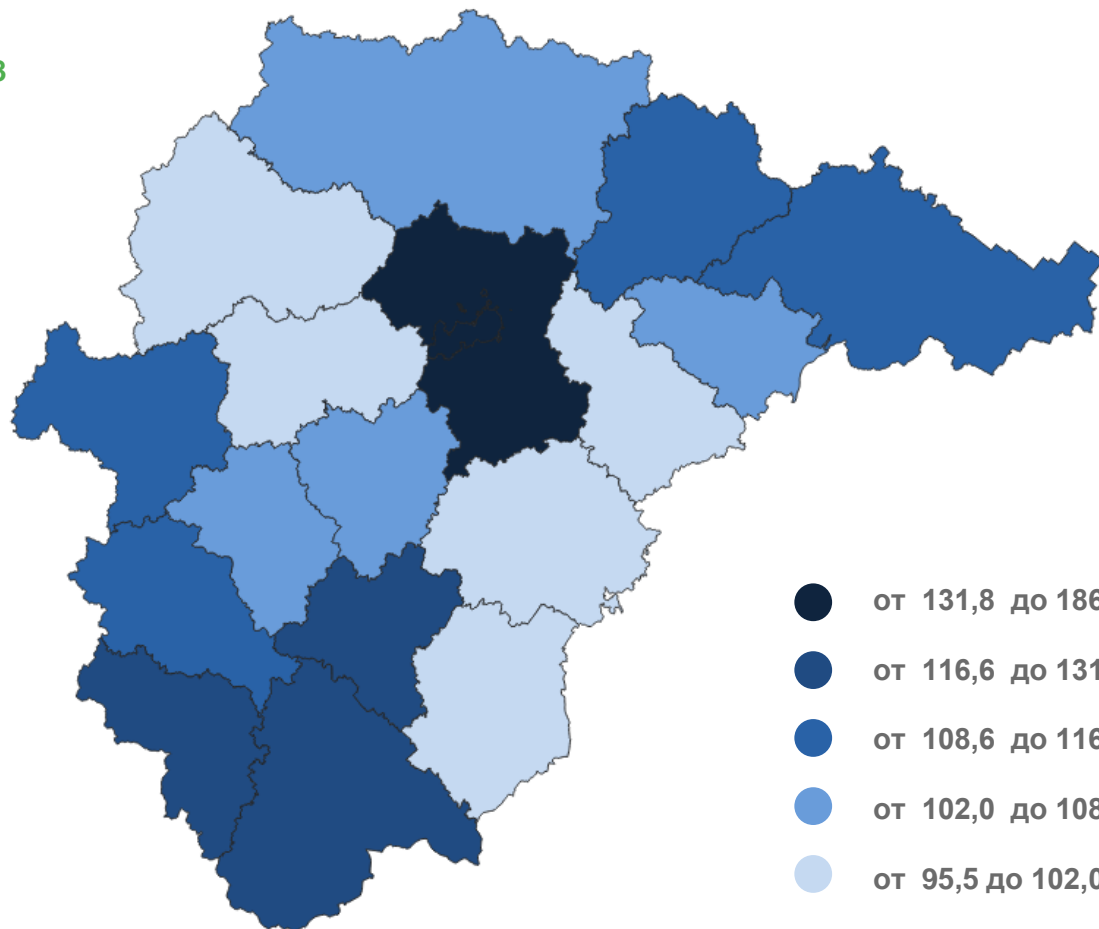 в
от 131,8 до 186
от 116,6 до 131
от 108,6 до 116
от 102,0 до 108
от 95,5 до 102,0